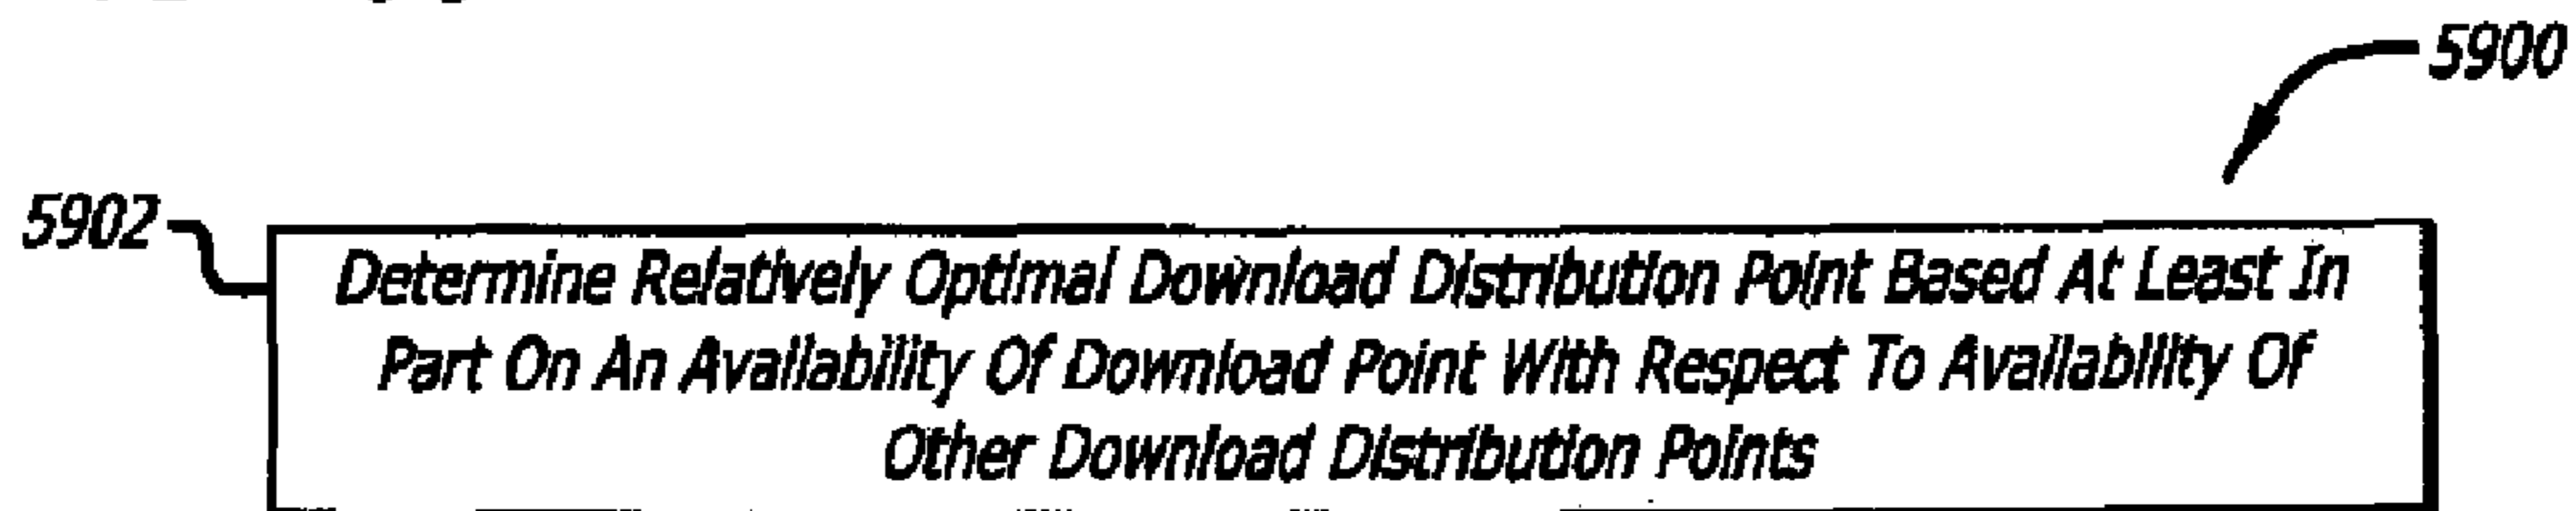 5900
5902
Determine Relatively Optimal Download Distribution Point Based At Least In
Part On An Availability Of Download Point With Respect To Availability Of
Other Download Distribution Points